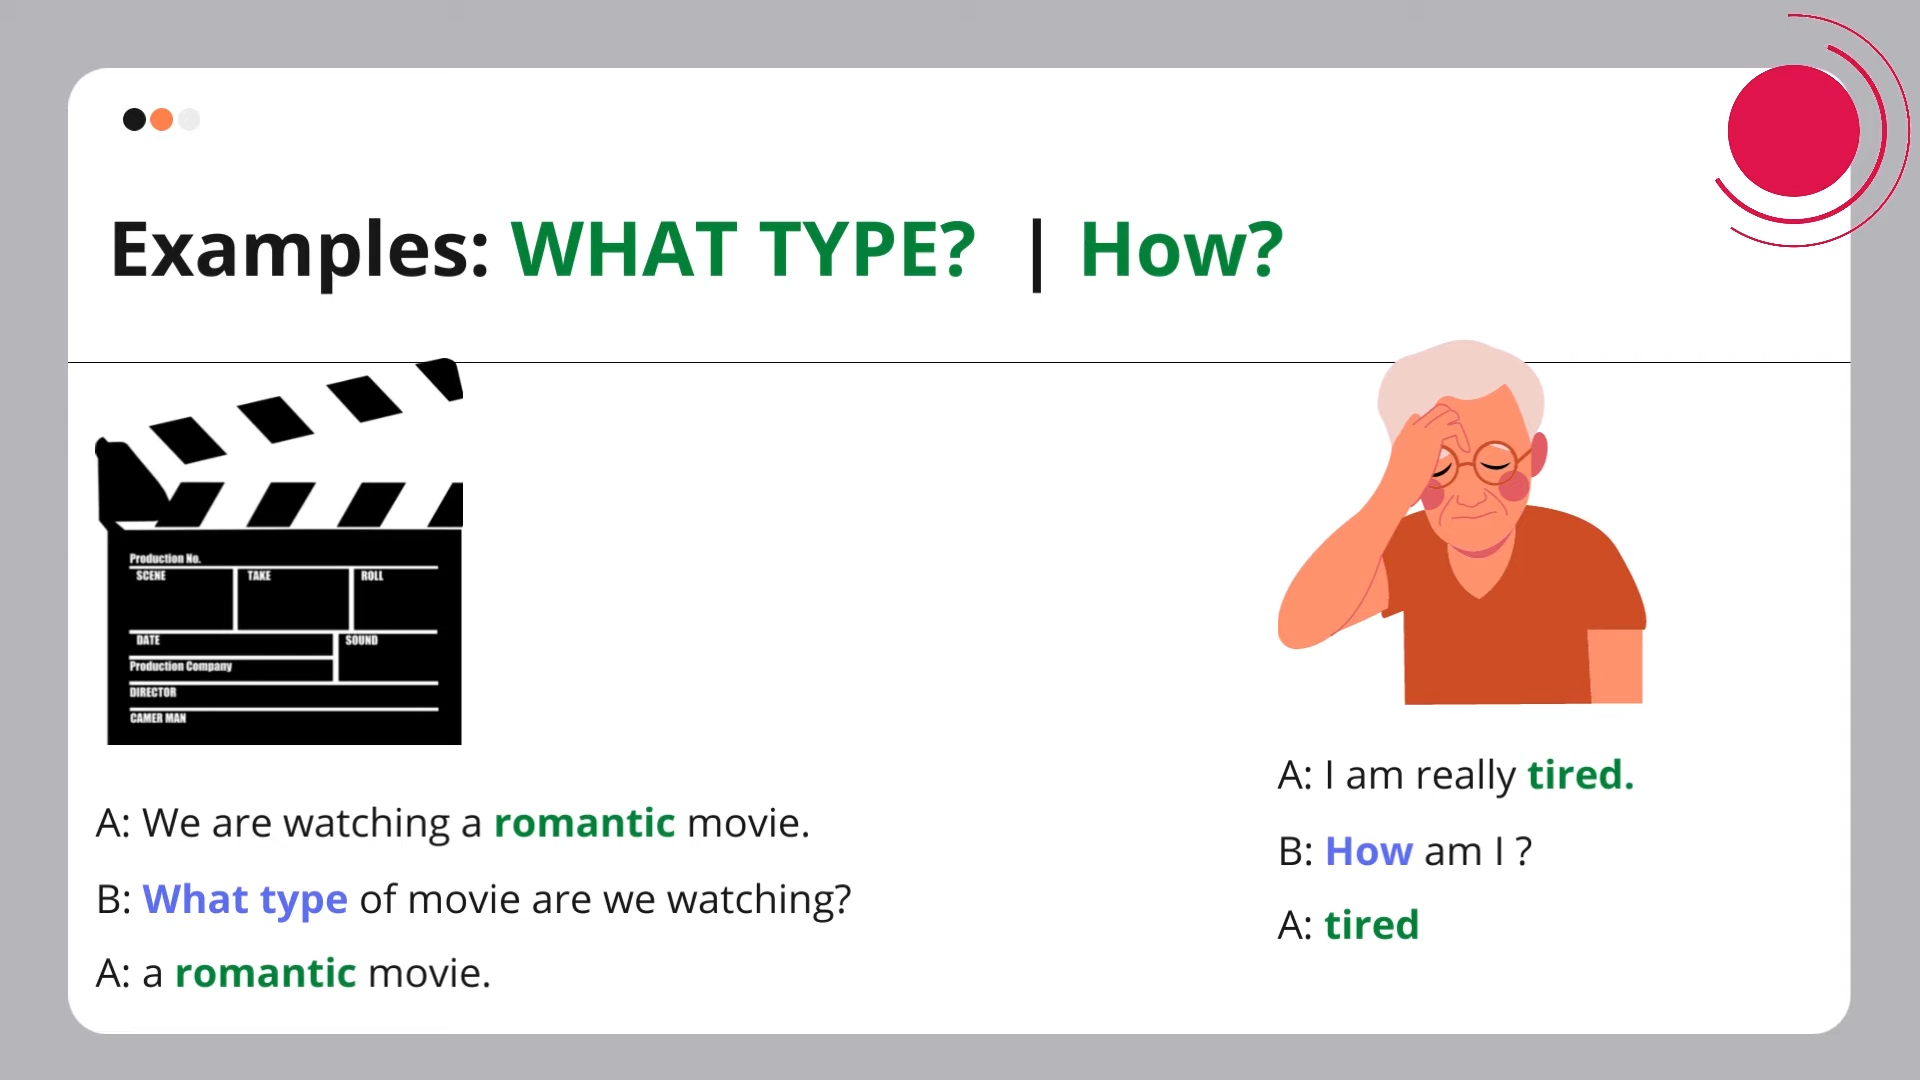 Examples: WHAT TYPE? | How?
Production No.
SCENE TAKE ROLL
DATE SOUND
Production Company
DIRECTOR
CAMER MAN
A: We are watching a romantic movie.
B: What type of movie are we watching?
A: a romantic movie.
A: I am really tired.
B: How am I ?
A: tired